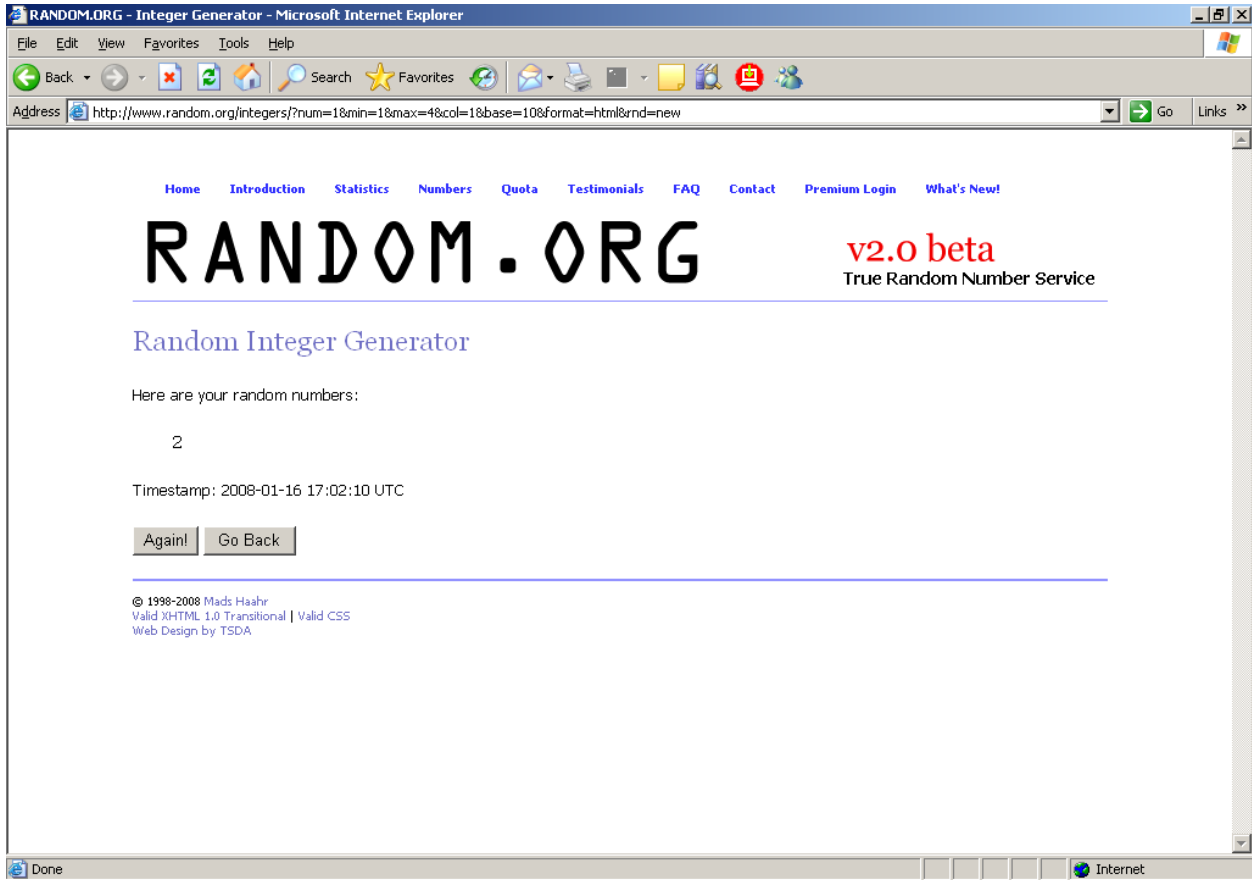 RANDOM.ORG - Integer Generator - Microsoft Internet Explorer
File Edit View Favorites Tools Help
Back Search Favorites
Address http://www.random.org/integers/?num=1&min=1&max=4&col=1&base=10&format=html&rnd=new Go Links »
Home Introduction Statistics Numbers Quota Testimonials FAQ Contact Premium Login What's New!
RANDOM.ORG
v2.0 beta
True Random Number Service
Random Integer Generator
Here are your random numbers:
2
Timestamp: 2008-01-16 17:02:10 UTC
Again! Go Back
© 1998-2008 Mads Haahr
Valid XHTML 1.0 Transitional | Valid CSS
Web Design by TSDA
Done Internet